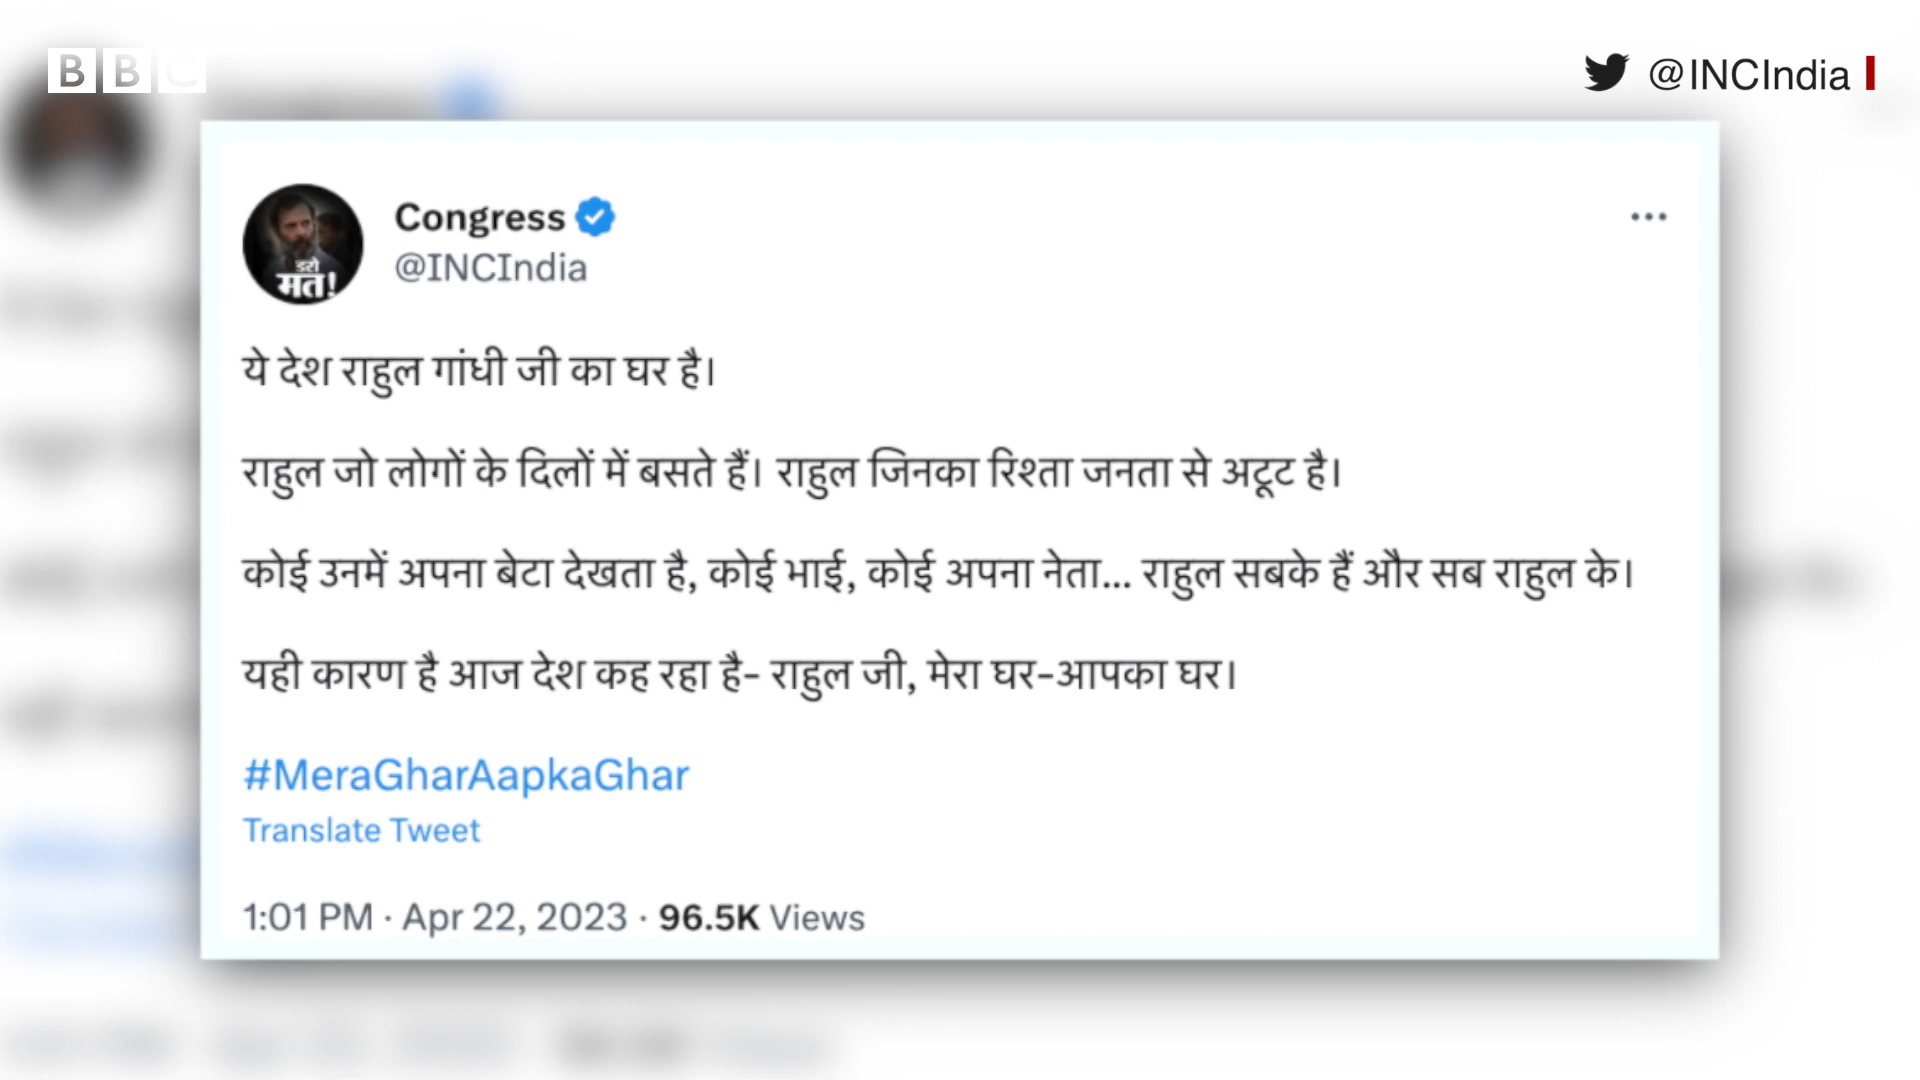 BBC
@INCIndia
Congress
@INCIndia
डरो
मत!
ये देश राहुल गांधी जी का घर है।
राहुल जो लोगों के दिलों में बसते हैं। राहुल जिनका रिश्ता जनता से अटूट है।
कोई उनमें अपना बेटा देखता है, कोई भाई, कोई अपना नेता... राहुल सबके हैं और सब राहुल के।
यही कारण है आज देश कह रहा है- राहुल जी, मेरा घर-आपका घर।
#MeraGharAapkaGhar
Translate Tweet
1:01 PM · Apr 22, 2023 · 96.5K Views